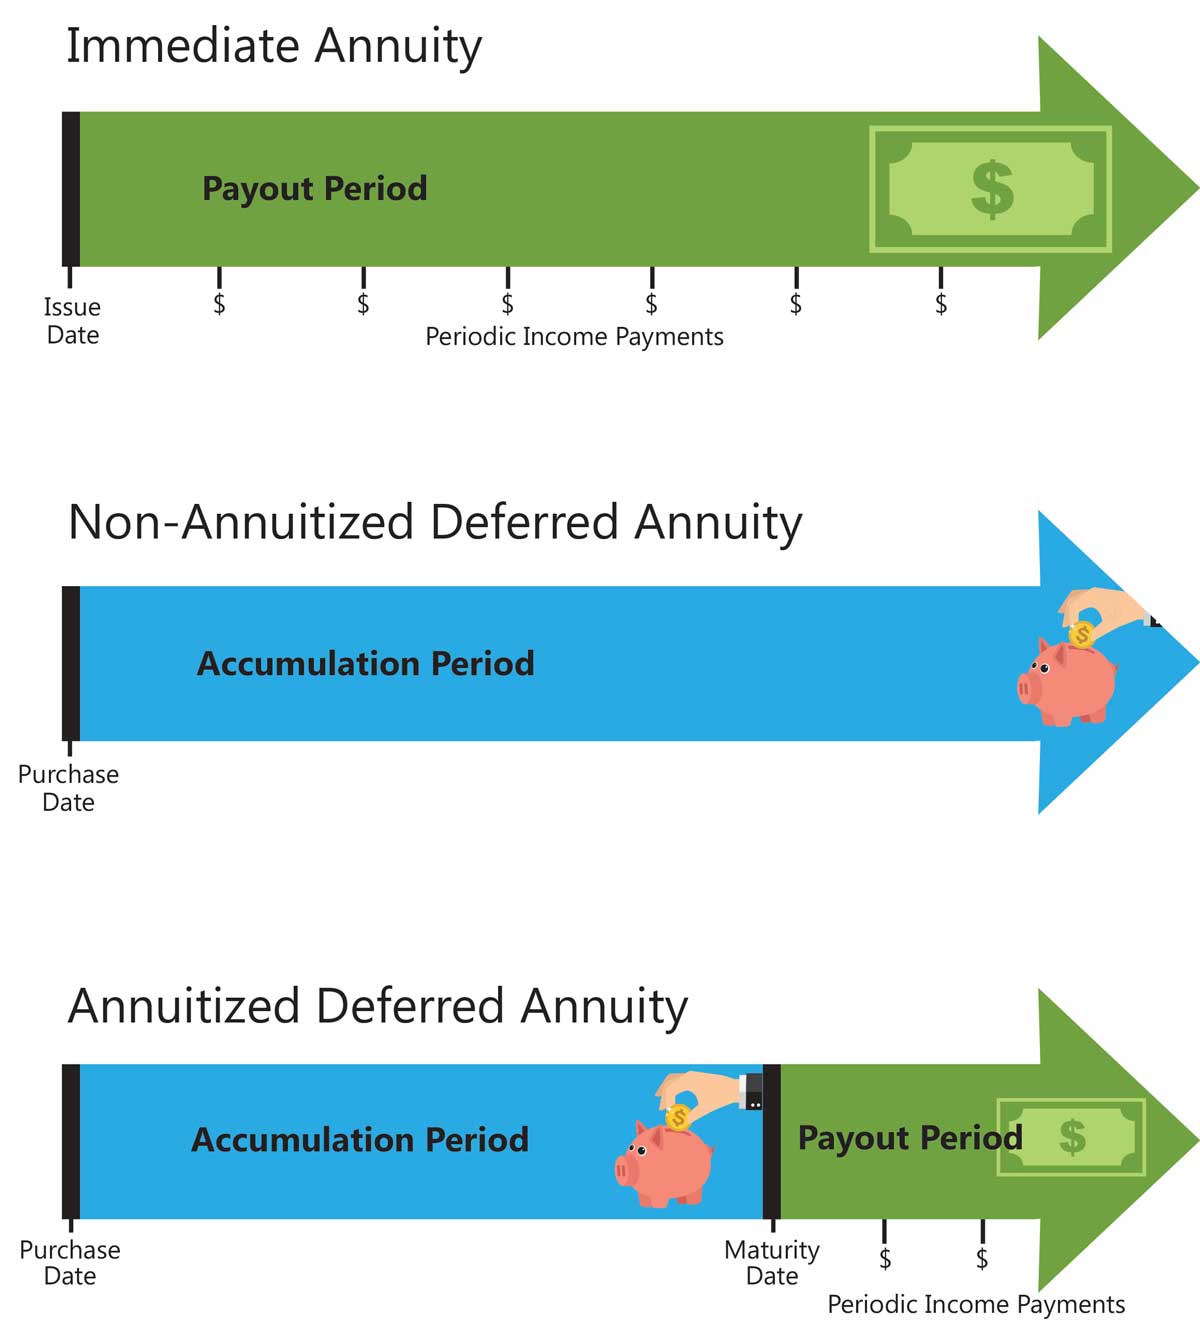 Immediate Annuity
Payout Period
$
Issue
Date
$ $ $ $ $ $
Periodic Income Payments
Non-Annuitized Deferred Annuity
$
Accumulation Period
Purchase
Date
Annuitized Deferred Annuity
$
Accumulation Period
Payout Period
$
Purchase
Date
Maturity
Date
$ $
Periodic Income Payments